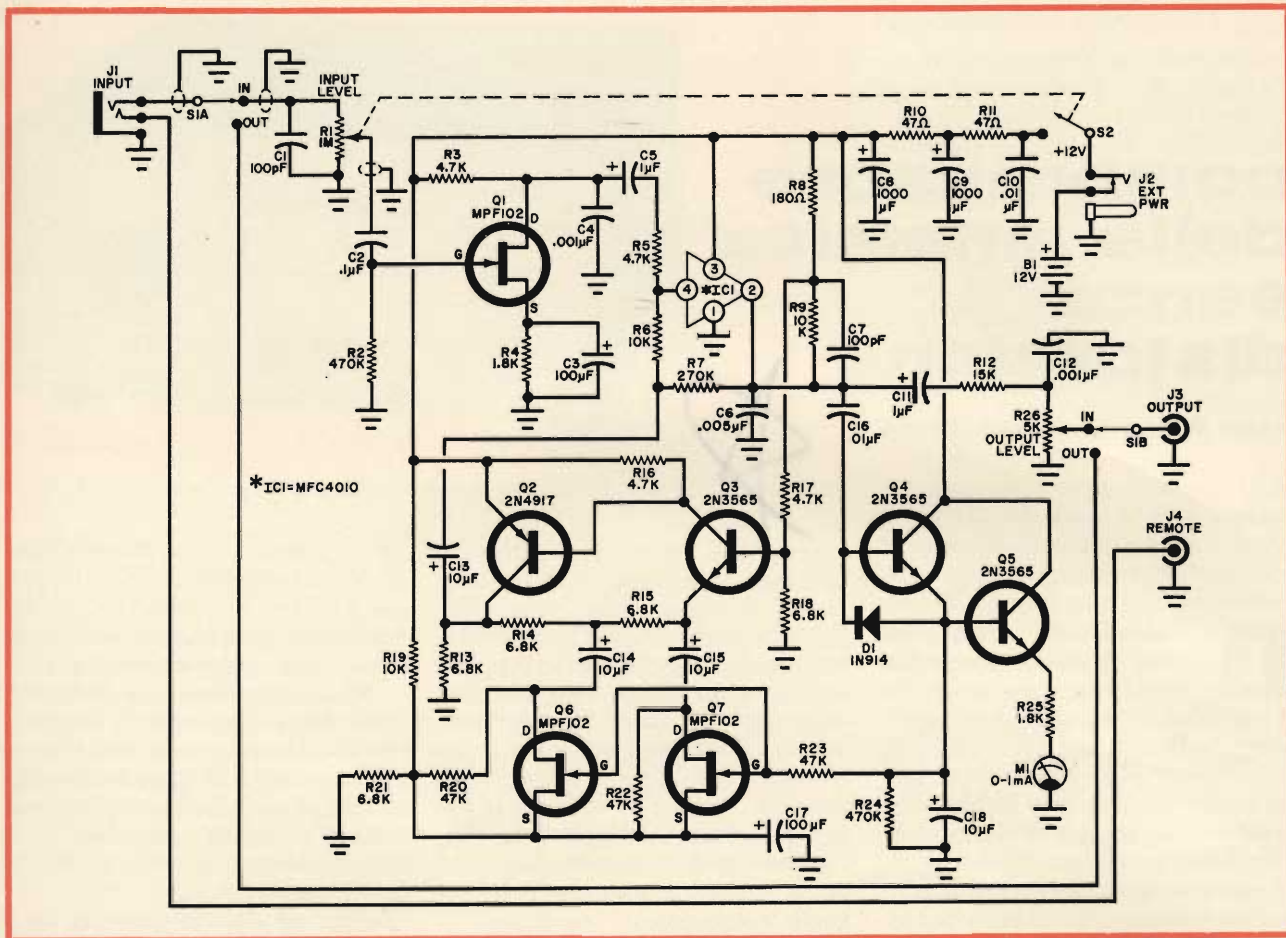 J1
INPUT
S1A
IN
OUT
INPUT
LEVEL
R1
1M
C1
100pF
R3
4.7K
C5
1µF
Q1
MPF102
D
G
S
C4
.001µF
C2
.1µF
R5
4.7K
R2
470K
R4
1.8K
C3
100µF
R6
10K
3
4
*IC1
2
1
R7
270K
C6
.005µF
R8
180Ω
R9
10
K
C7
100pF
C8
1000
µF
R10
47Ω
C9
1000
µF
R11
47Ω
C10
.01
µF
+12V
S2
J2
EXT
PWR
B1
12V
C11
1µF
R12
15K
C12
.001µF
R26
5K
OUTPUT
LEVEL
IN
OUT
S1B
J3
OUTPUT
J4
REMOTE
C16
.01µF
*IC1=MFC4010
R16
4.7K
Q2
2N4917
Q3
2N3565
R17
4.7K
R18
6.8K
Q4
2N3565
Q5
2N3565
D1
1N914
C13
10µF
R14
6.8K
R15
6.8K
R19
10K
R13
6.8K
C14
10µF
C15
10µF
Q6
MPF102
D
G
S
Q7
MPF102
D
G
S
R21
6.8K
R20
47K
R22
47K
R23
47K
R24
470K
C17
100µF
C18
10µF
R25
1.8K
M1
0-1mA